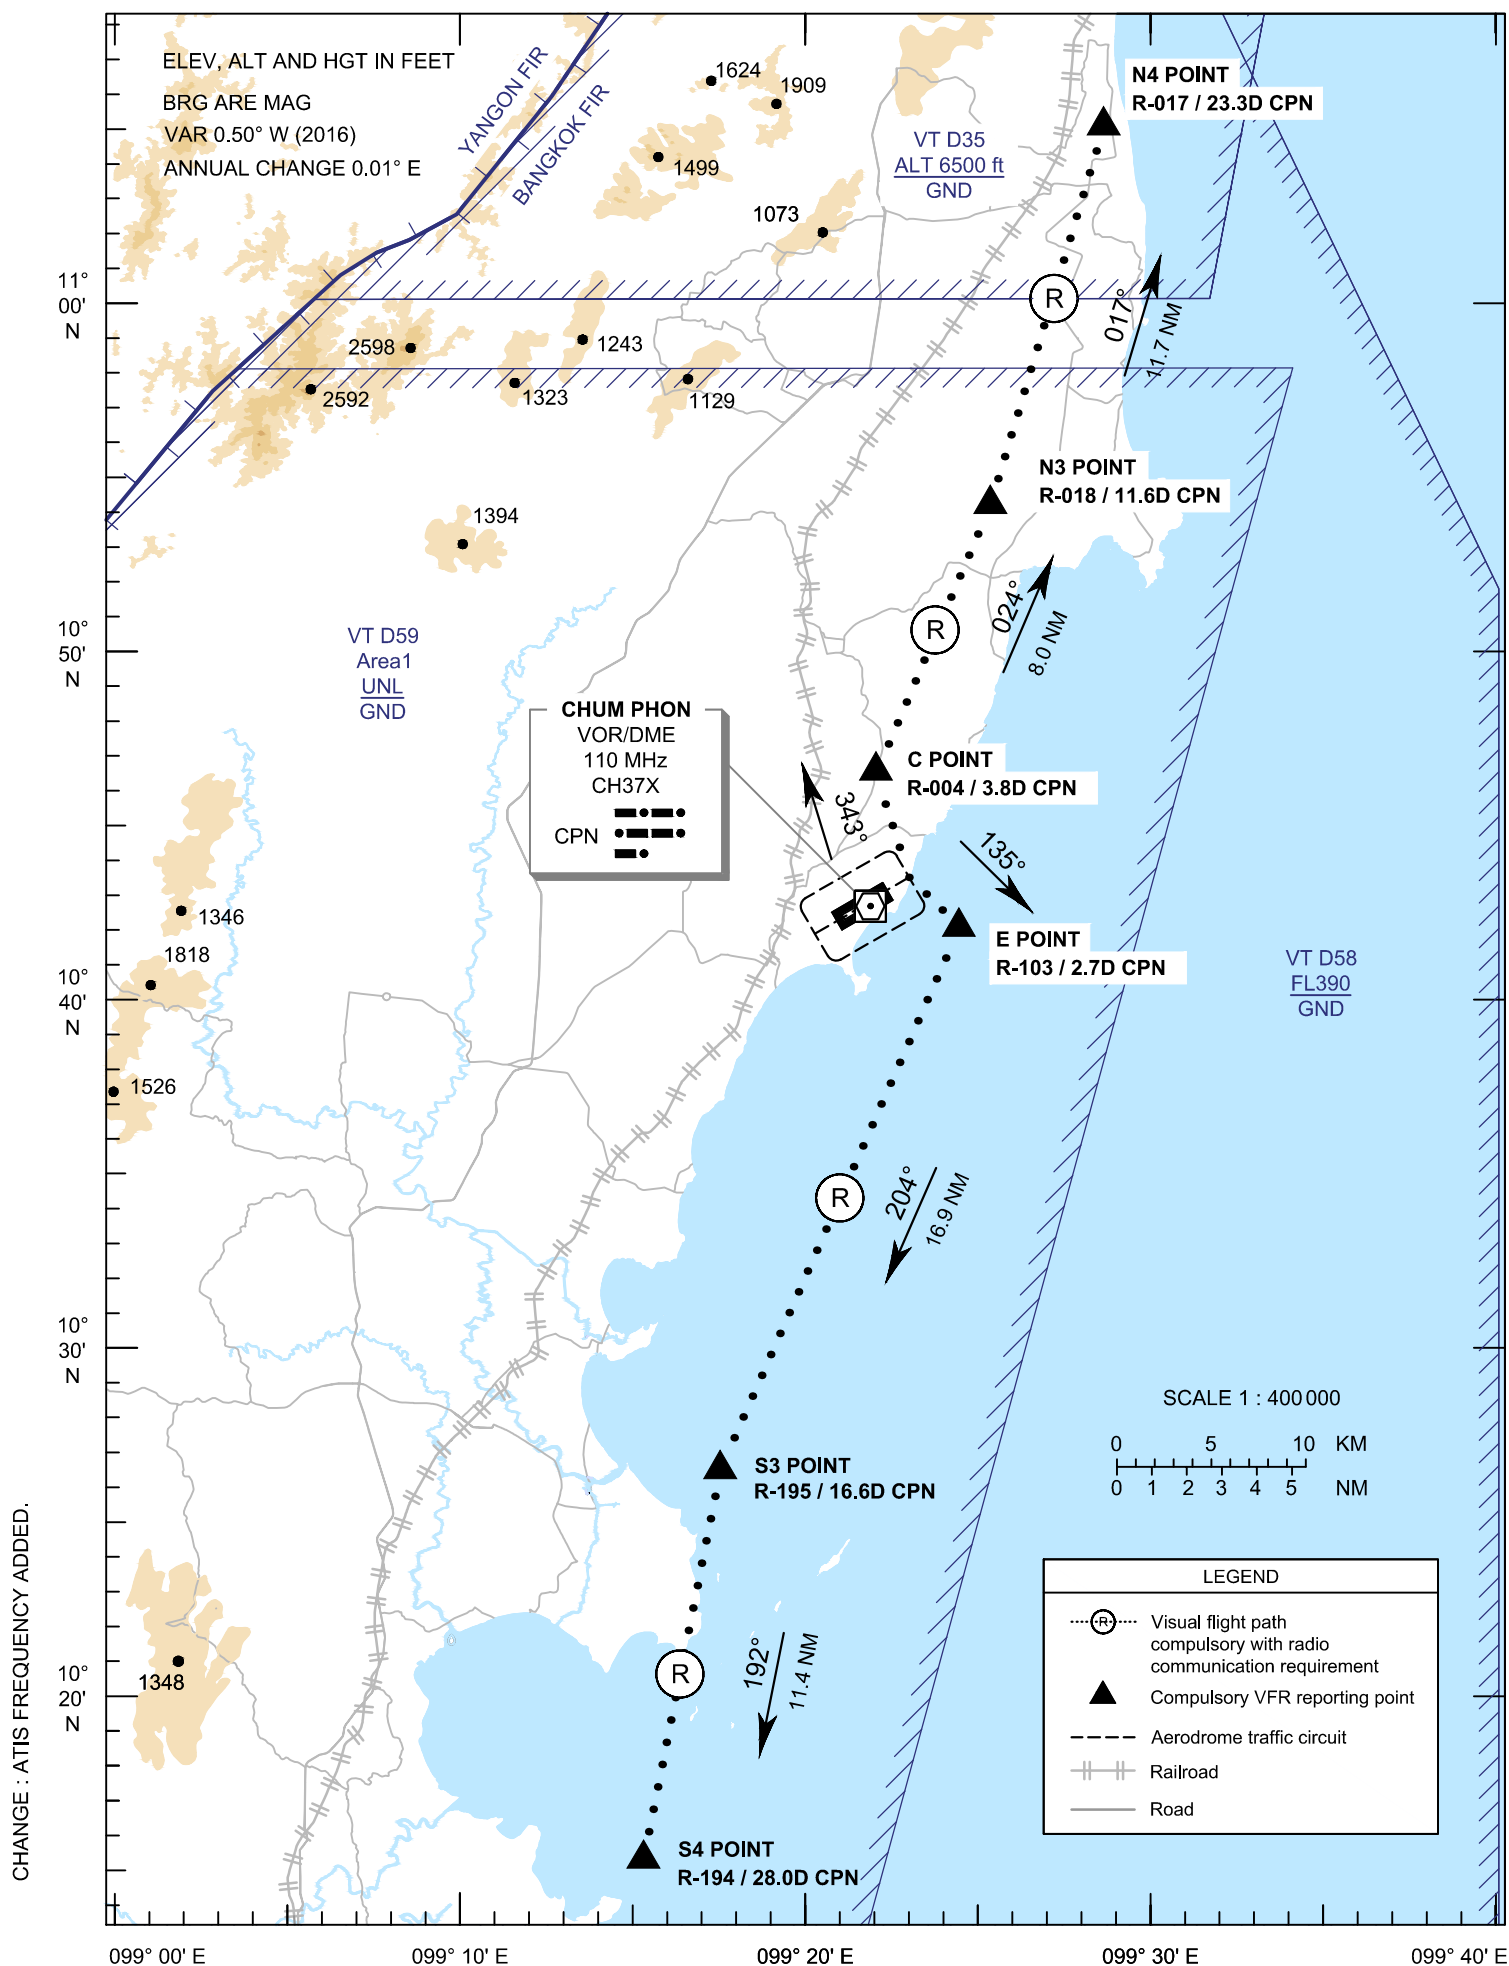 ELEV, ALT AND HGT IN FEET
BRG ARE MAG
VAR 0.50° W (2016)
ANNUAL CHANGE 0.01° E
YANGON FIR
BANGKOK FIR
1624
1909
1499
1073
VT D35
ALT 6500 ft
GND
N4 POINT
R-017 / 23.3D CPN
11°
00'
N
R
017°
11.7 NM
2598
2592
1243
1323
1129
N3 POINT
R-018 / 11.6D CPN
1394
10°
50'
N
VT D59
Area1
UNL
GND
R
024°
8.0 NM
CHUM PHON
VOR/DME
110 MHz
CH37X
CPN
C POINT
R-004 / 3.8D CPN
343°
135°
E POINT
R-103 / 2.7D CPN
1346
1818
10°
40'
N
1526
VT D58
FL390
GND
R
204°
16.9 NM
10°
30'
N
SCALE 1 : 400 000
0 5 10 KM
0 1 2 3 4 5 NM
S3 POINT
R-195 / 16.6D CPN
LEGEND
R
Visual flight path
compulsory with radio
communication requirement
Compulsory VFR reporting point
Aerodrome traffic circuit
Railroad
Road
10°
20'
N
1348
R
192°
11.4 NM
S4 POINT
R-194 / 28.0D CPN
099° 00' E 099° 10' E 099° 20' E 099° 30' E 099° 40' E
CHANGE : ATIS FREQUENCY ADDED.